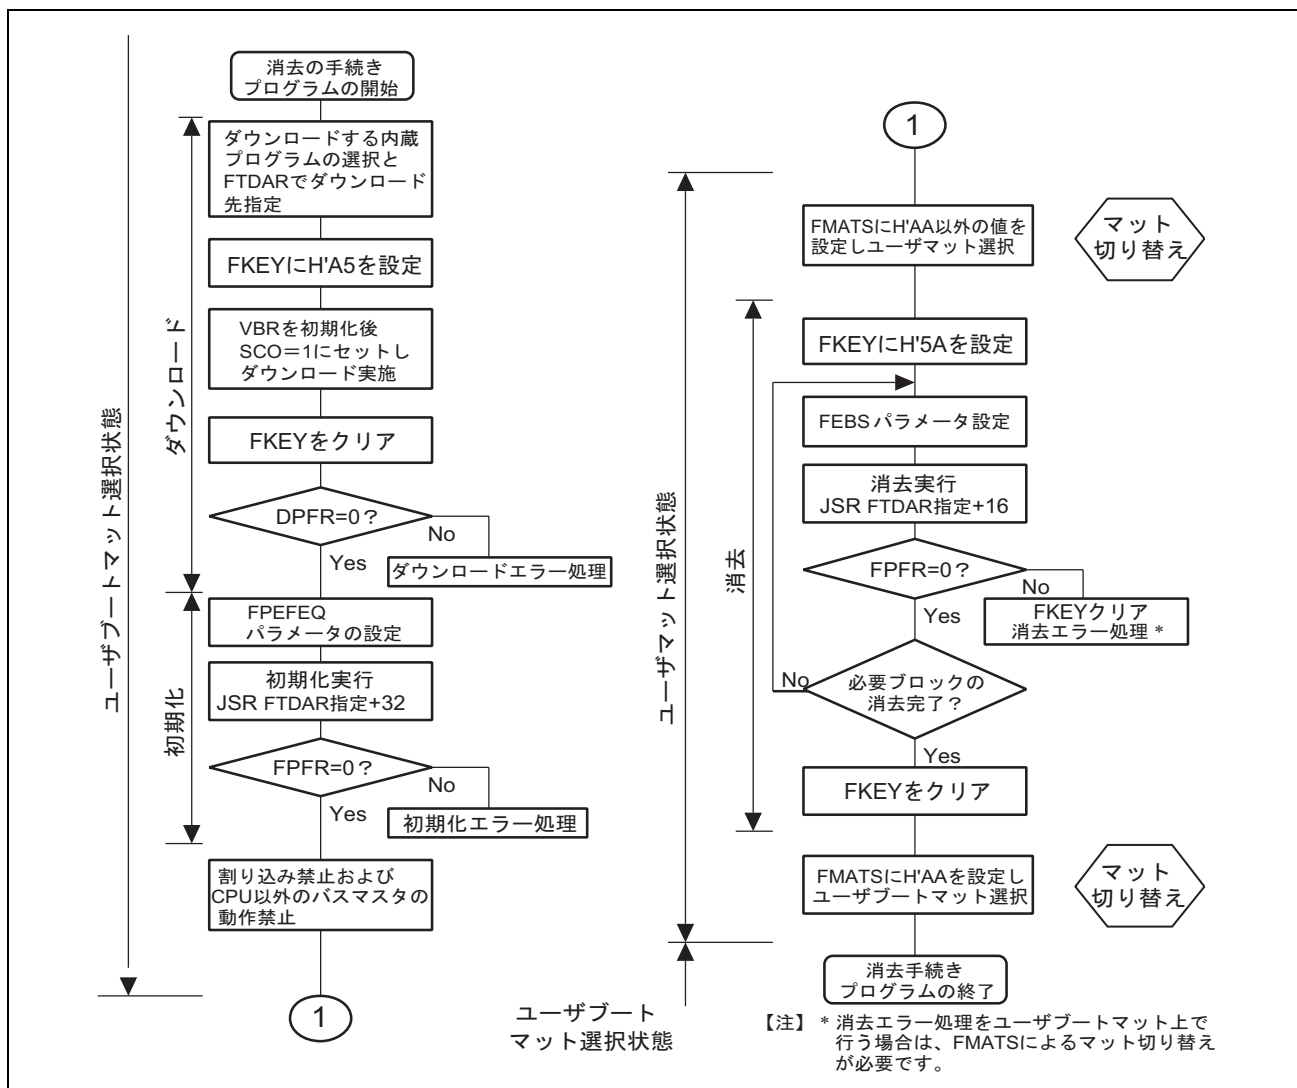 消去の手続き
プログラムの開始
ダウンロードする内蔵
プログラムの選択と
FTDARでダウンロード
先指定
FKEYにH'A5を設定
VBRを初期化後
SCO＝1にセットし
ダウンロード実施
FKEYをクリア
DPFR=0？
No
Yes
ダウンロードエラー処理
FPEFEQ
パラメータの設定
初期化実行
JSR FTDAR指定+32
FPFR=0？
No
Yes
初期化エラー処理
割り込み禁止および
CPU以外のバスマスタの
動作禁止
1
ダウンロード
初期化
ユーザブートマット選択状態
1
FMATSにH'AA以外の値を
設定しユーザマット選択
マット
切り替え
FKEYにH'5Aを設定
FEBSパラメータ設定
消去実行
JSR FTDAR指定+16
FPFR=0？
No
Yes
FKEYクリア
消去エラー処理 *
必要ブロックの
消去完了？
No
Yes
FKEYをクリア
FMATSにH'AAを設定し
ユーザブートマット選択
マット
切り替え
消去手続き
プログラムの終了
消去
ユーザマット選択状態
ユーザブート
マット選択状態
【注】 * 消去エラー処理をユーザブートマット上で
行う場合は、FMATSによるマット切り替え
が必要です。